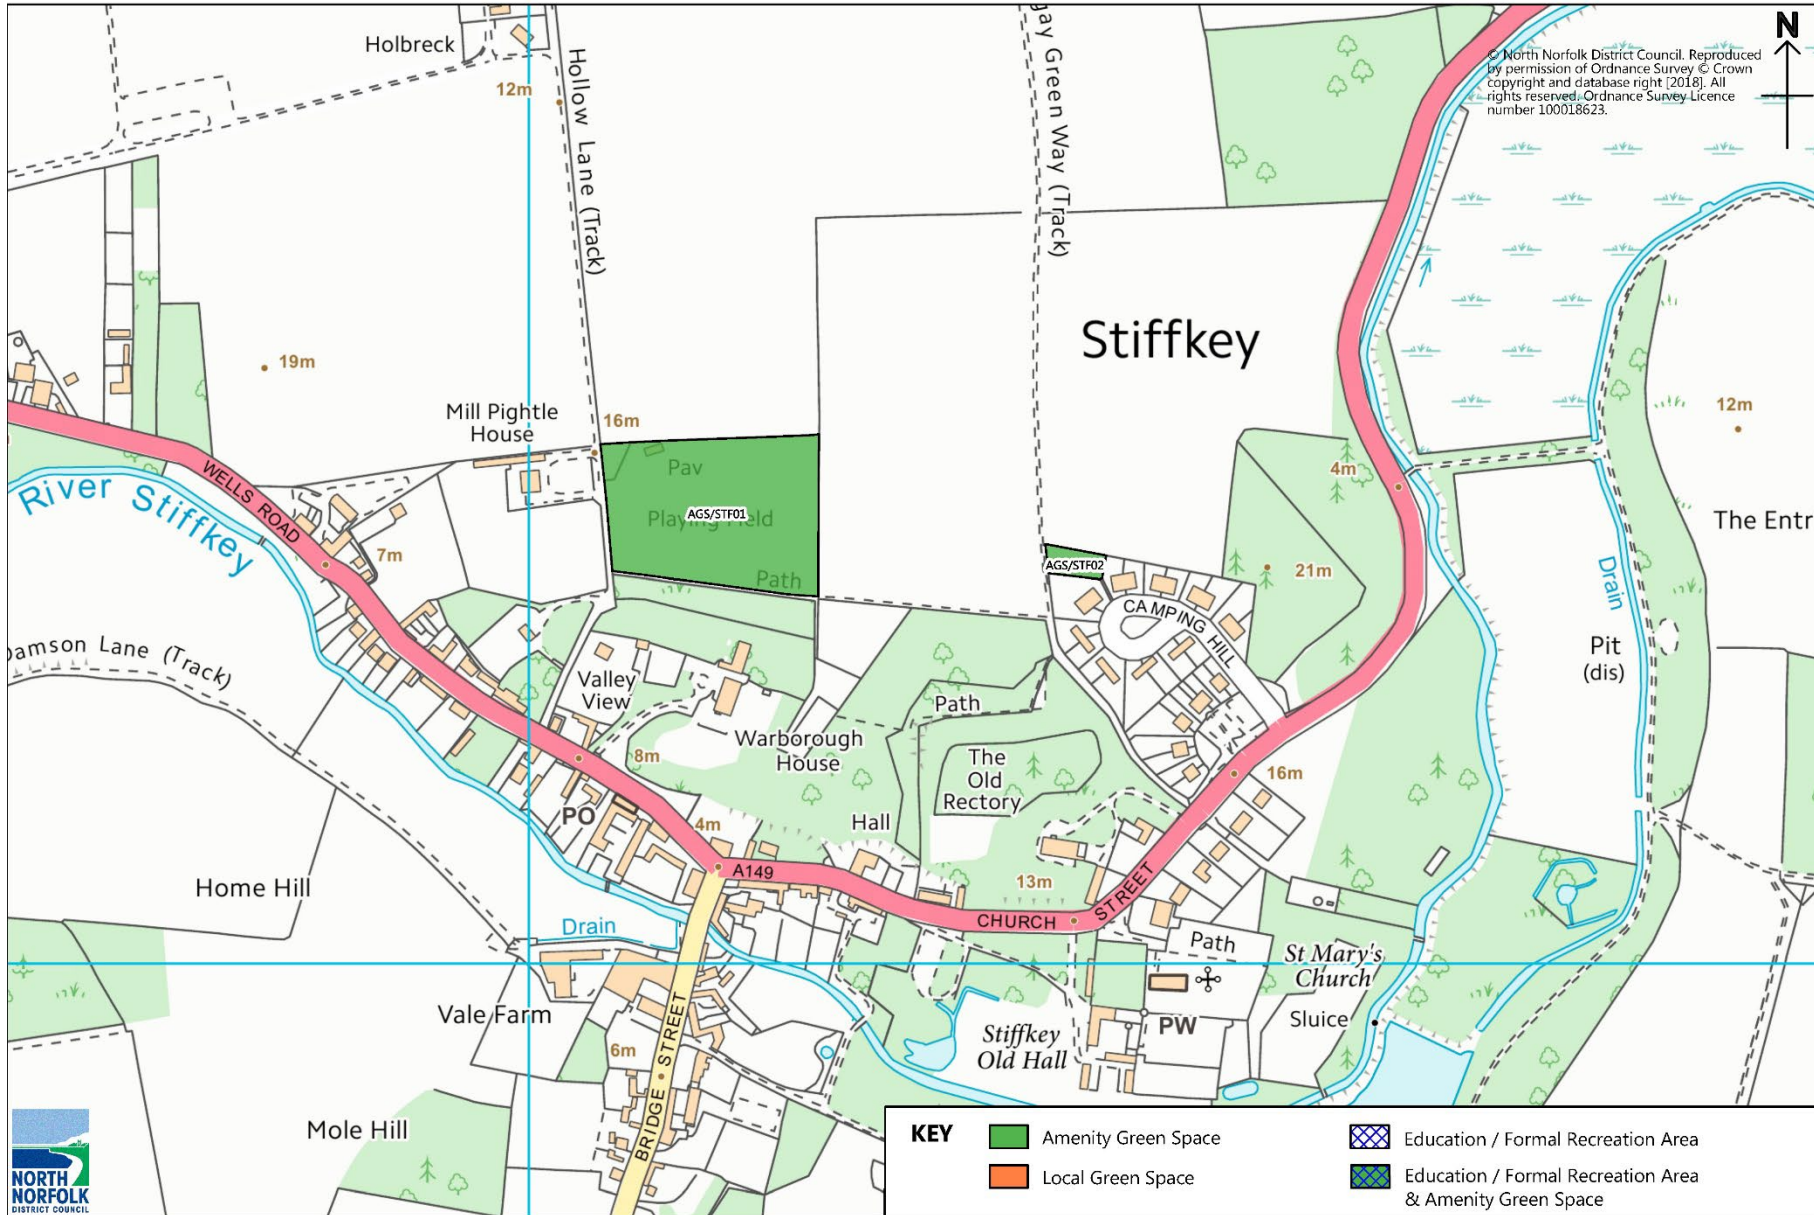 Holbreck
12m
Hollow Lane (Track)
gay Green Way (Track)
N
© North Norfolk District Council. Reproduced
by permission of Ordnance Survey © Crown
copyright and database right [2018]. All
rights reserved. Ordnance Survey Licence
number 100018623.
Stiffkey
19m
Mill Pightle
House
16m
Pav
AGS/STF01
Playing Field
Path
12m
4m
The Entr
River Stiffkey
WELLS ROAD
7m
AGS/STF02
21m
CAMPING HILL
Drain
Pit
(dis)
Damson Lane (Track)
Valley
View
Path
Warborough
House
8m
The
Old
Rectory
16m
PO
4m
Hall
A149
13m
CHURCH STREET
Home Hill
Drain
Path
St Mary's
Church
Vale Farm
BRIDGE STREET
6m
Stiffkey
Old Hall
PW
Sluice
Mole Hill
NORTH
NORFOLK
DISTRICT COUNCIL
KEY
Amenity Green Space
Local Green Space
Education / Formal Recreation Area
Education / Formal Recreation Area
& Amenity Green Space